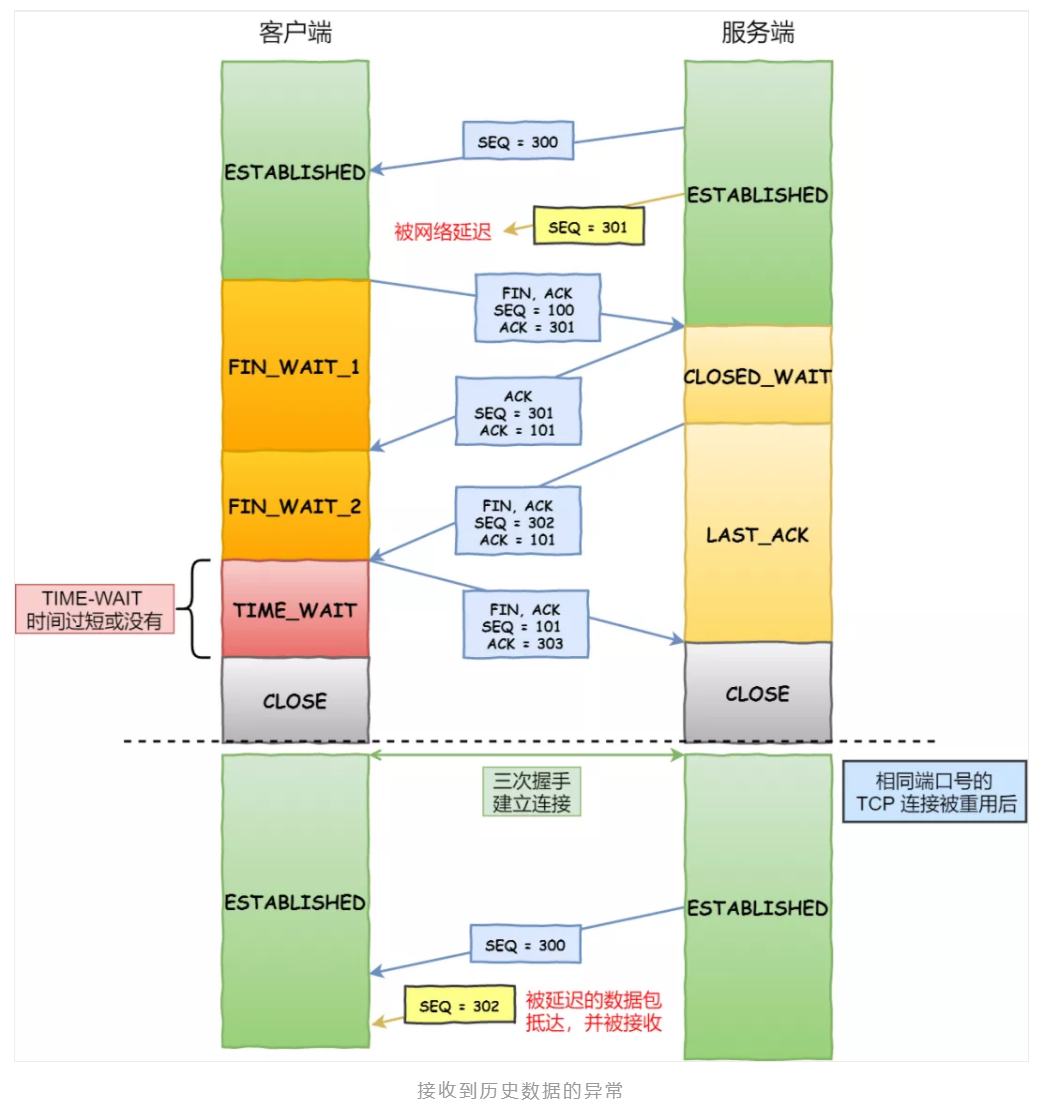 客户端
服务端
SEQ = 300
ESTABLISHED
ESTABLISHED
被网络延迟
SEQ = 301
FIN, ACK
SEQ = 100
ACK = 301
FIN_WAIT_1
CLOSED_WAIT
ACK
SEQ = 301
ACK = 101
FIN_WAIT_2
FIN, ACK
SEQ = 302
ACK = 101
LAST_ACK
TIME-WAIT
时间过短或没有
TIME_WAIT
FIN, ACK
SEQ = 101
ACK = 303
CLOSE
CLOSE
三次握手
建立连接
相同端口号的
TCP 连接被重用后
ESTABLISHED
ESTABLISHED
SEQ = 300
SEQ = 302
被延迟的数据包
抵达，并被接收
接收到历史数据的异常